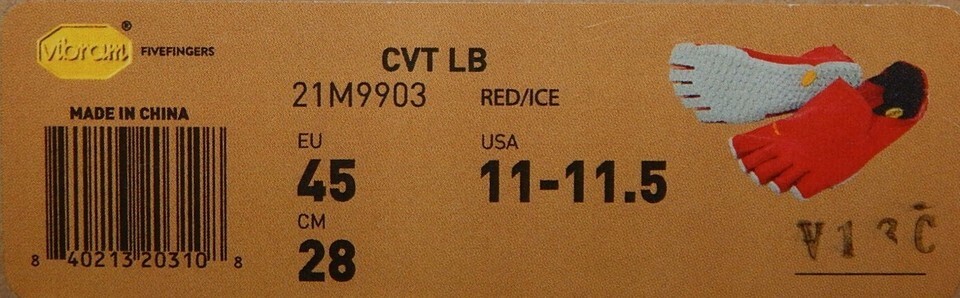 vibram®
FIVEFINGERS
CVT LB
21M9903 RED/ICE
MADE IN CHINA
EU
45
USA
11-11.5
CM
28
8 40213 20310 8